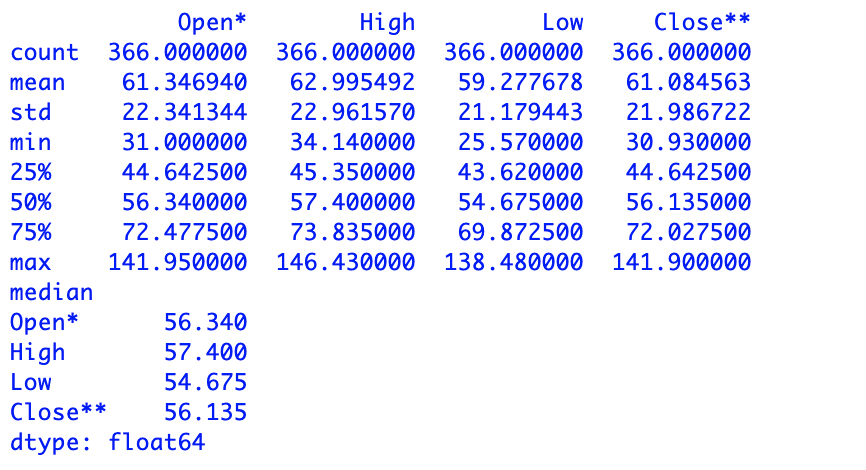 Open*        High         Low     Close**
count  366.000000  366.000000  366.000000  366.000000
mean    61.346940   62.995492   59.277678   61.084563
std     22.341344   22.961570   21.179443   21.986722
min     31.000000   34.140000   25.570000   30.930000
25%     44.642500   45.350000   43.620000   44.642500
50%     56.340000   57.400000   54.675000   56.135000
75%     72.477500   73.835000   69.872500   72.027500
max    141.950000  146.430000  138.480000  141.900000
median
Open*      56.340
High       57.400
Low        54.675
Close**    56.135
dtype: float64